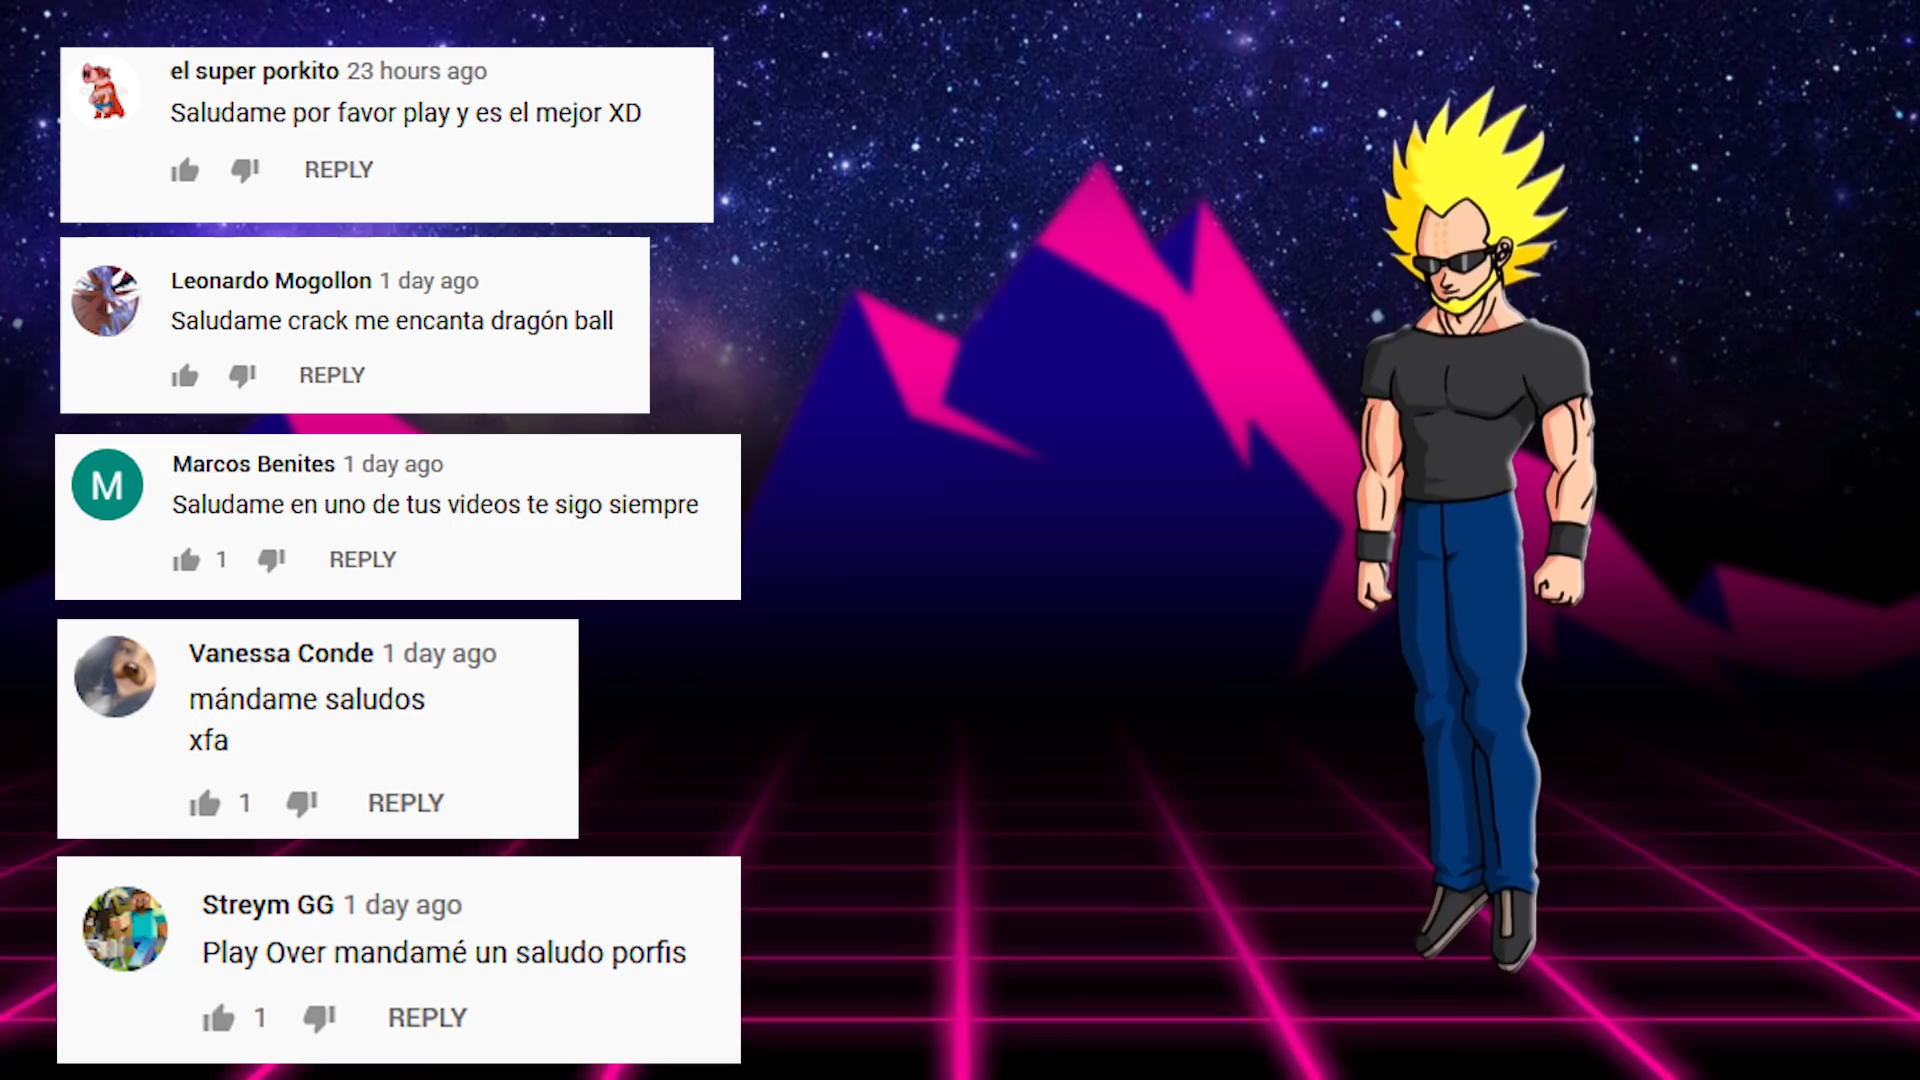 el super porkito 23 hours ago
Saludame por favor play y es el mejor XD
REPLY
Leonardo Mogollon 1 day ago
Saludame crack me encanta dragón ball
REPLY
M
Marcos Benites 1 day ago
Saludame en uno de tus videos te sigo siempre
1 REPLY
Vanessa Conde 1 day ago
mándame saludos
xfa
1 REPLY
Streym GG 1 day ago
Play Over mandamé un saludo porfis
1 REPLY